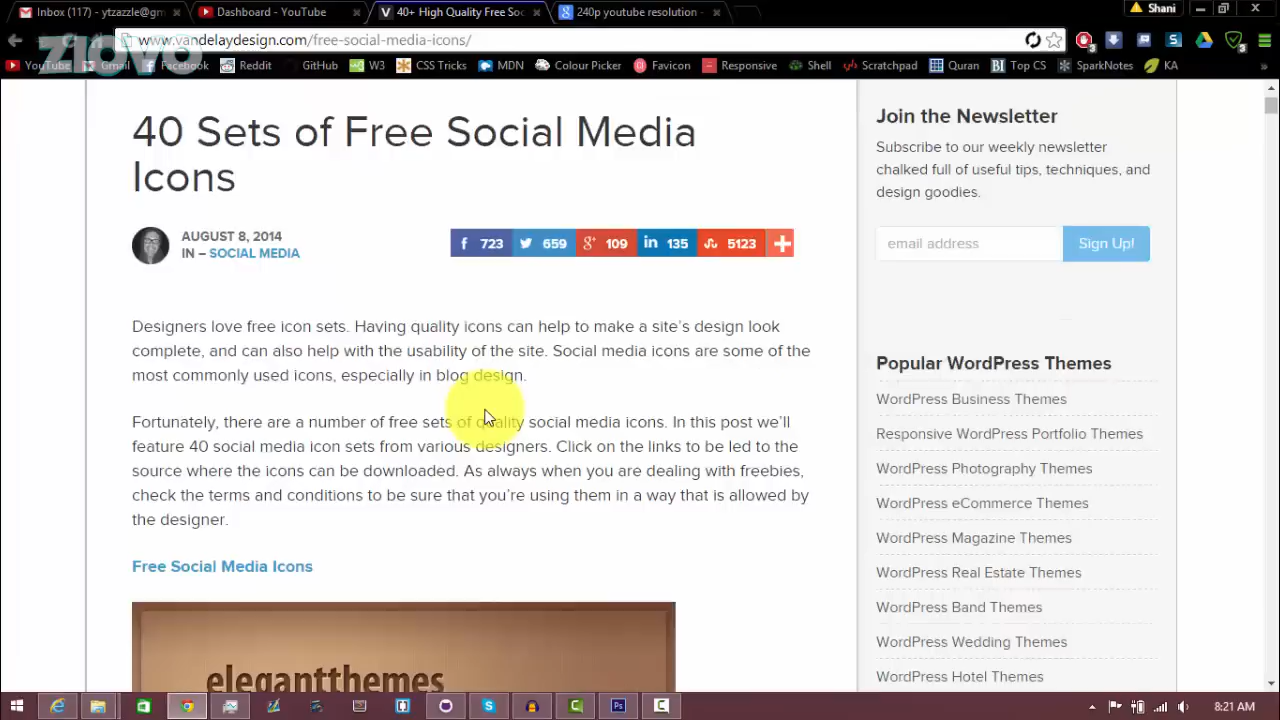 Inbox (117) - ytzazzle@gm
Dashboard - YouTube
40+ High Quality Free Soc
240p youtube resolution -
Shani
www.vandelaydesign.com/free-social-media-icons/
ZIOVO
YouTube
Gmail
Facebook
Reddit
GitHub
W3
CSS Tricks
MDN
Colour Picker
Favicon
Responsive
Shell
Scratchpad
Quran
Top CS
SparkNotes
KA
40 Sets of Free Social Media
Icons
AUGUST 8, 2014
IN – SOCIAL MEDIA
723
659
109
135
5123
Designers love free icon sets. Having quality icons can help to make a site's design look
complete, and can also help with the usability of the site. Social media icons are some of the
most commonly used icons, especially in blog design.
Fortunately, there are a number of free sets of quality social media icons. In this post we'll
feature 40 social media icon sets from various designers. Click on the links to be led to the
source where the icons can be downloaded. As always when you are dealing with freebies,
check the terms and conditions to be sure that you're using them in a way that is allowed by
the designer.
Free Social Media Icons
elegantthemes
Join the Newsletter
Subscribe to our weekly newsletter
chalked full of useful tips, techniques, and
design goodies.
email address
Sign Up!
Popular WordPress Themes
WordPress Business Themes
Responsive WordPress Portfolio Themes
WordPress Photography Themes
WordPress eCommerce Themes
WordPress Magazine Themes
WordPress Real Estate Themes
WordPress Band Themes
WordPress Wedding Themes
WordPress Hotel Themes
8:21 AM